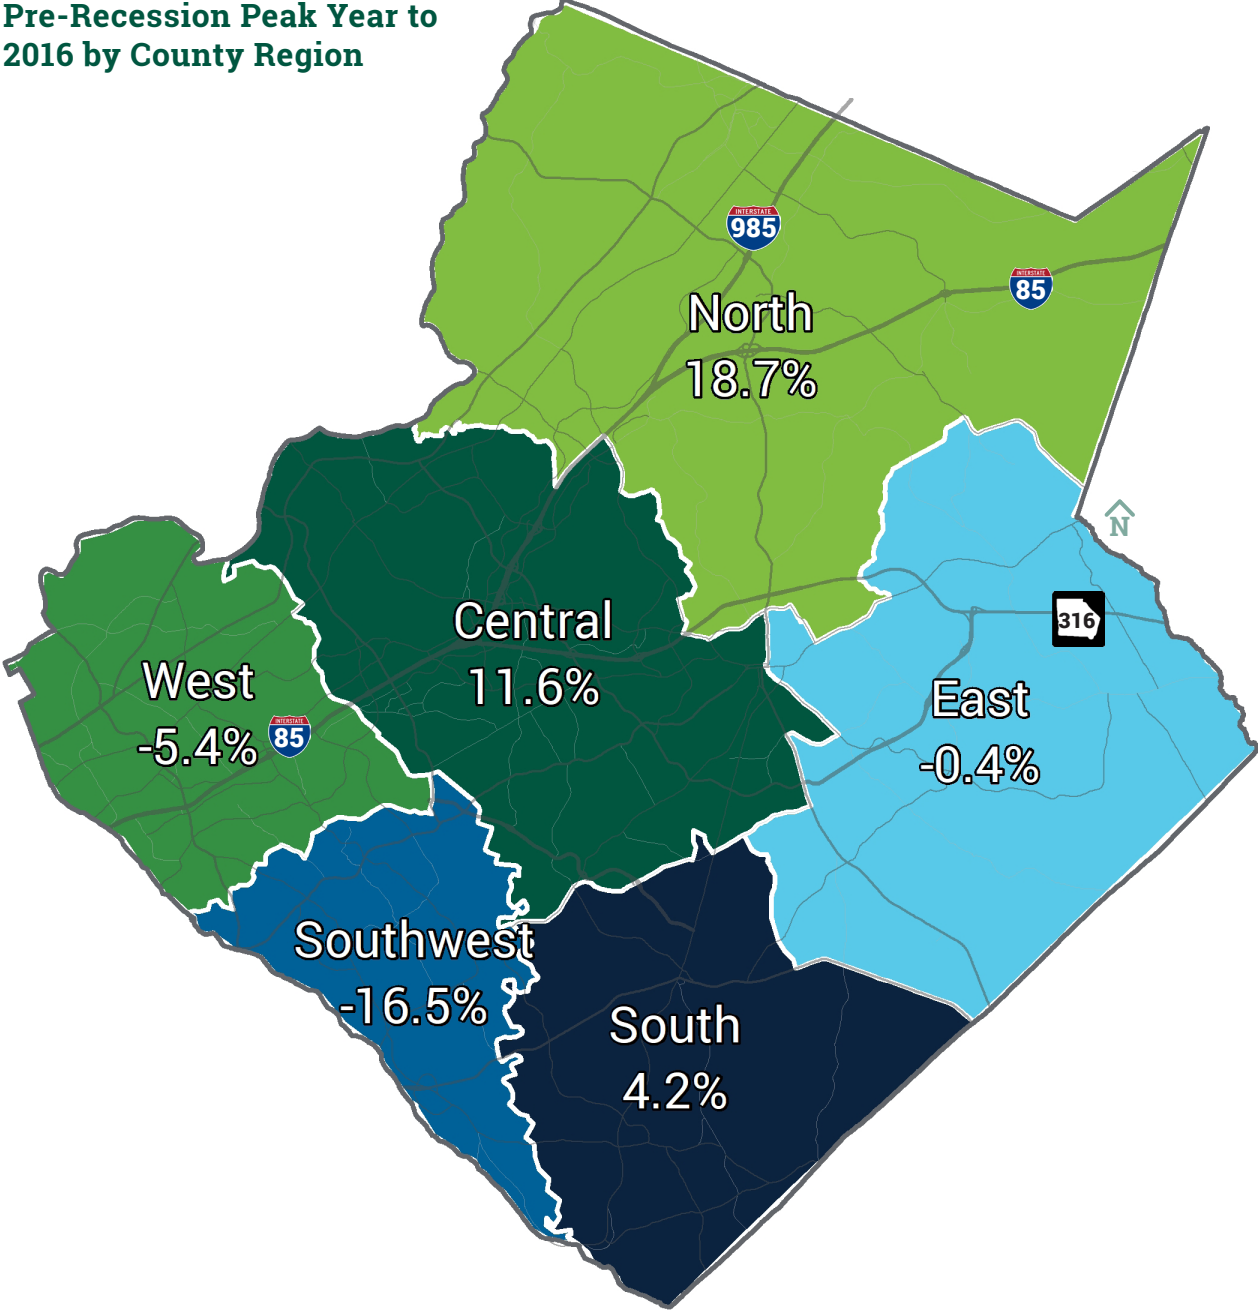 Pre-Recession Peak Year to
2016 by County Region
INTERSTATE
985
INTERSTATE
85
North
18.7%
N
Central
11.6%
316
West
-5.4%
INTERSTATE
85
East
-0.4%
Southwest
-16.5%
South
4.2%